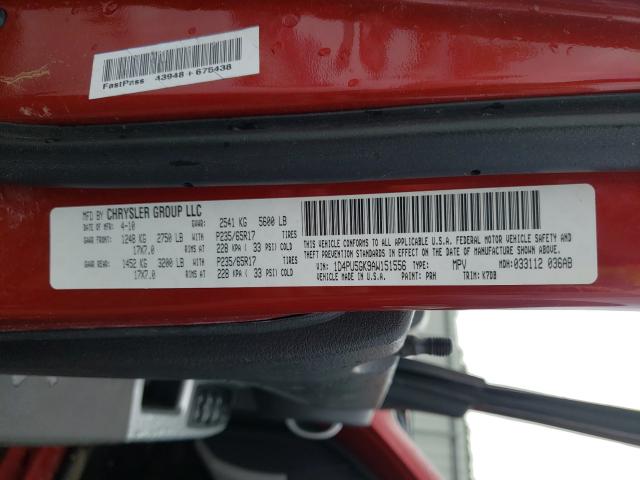 FastPass 43948 + 675438
MFD BY CHRYSLER GROUP LLC
DATE OF MFR: 4-10 GVWR: 2541 KG 5600 LB
GAWR FRONT: 1248 KG 2750 LB WITH P235/65R17 TIRES
17X7.0 RIMS AT 228 KPA ( 33 PSI) COLD
GAWR REAR: 1452 KG 3200 LB WITH P235/65R17 TIRES
17X7.0 RIMS AT 228 KPA ( 33 PSI) COLD
THIS VEHICLE CONFORMS TO ALL APPLICABLE U.S.A. FEDERAL MOTOR VEHICLE SAFETY AND
THEFT PREVENTION STANDARDS IN EFFECT ON THE DATE OF MANUFACTURE SHOWN ABOVE.
VIN: 1D4PU5GK9AW151556 TYPE: MPV MDH: 033112 036AB
VEHICLE MADE IN U.S.A. PAINT: PRH TRIM: K7D8